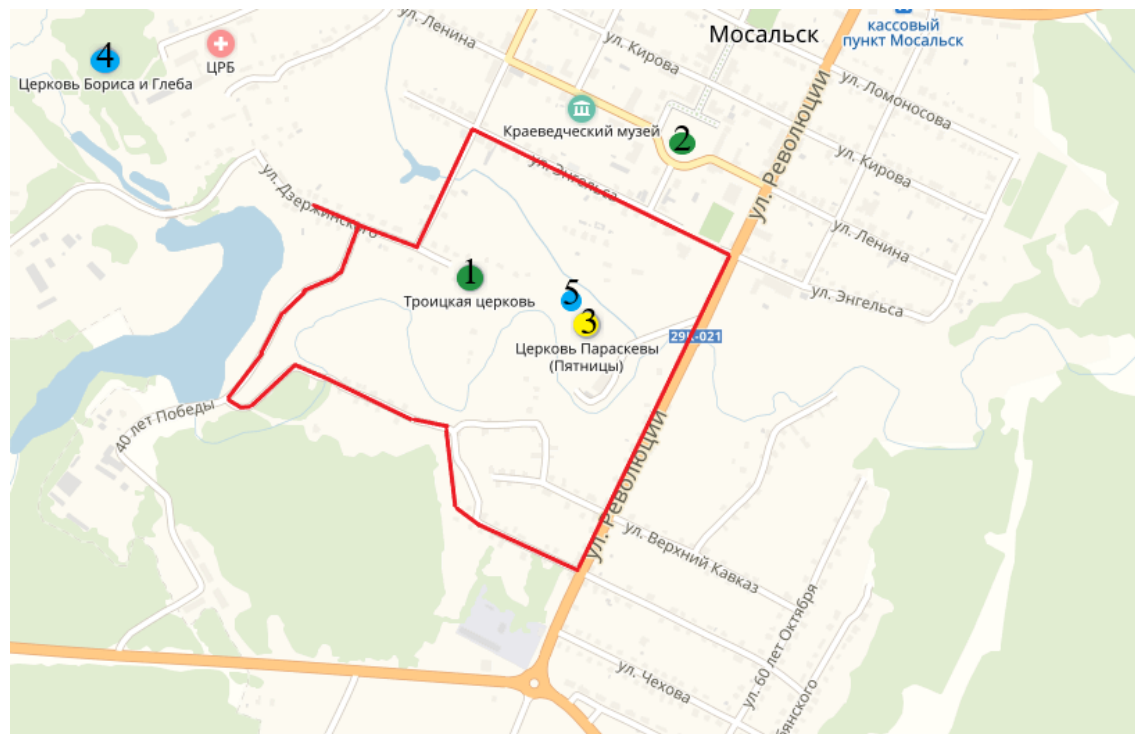 ул. Ленина
ул. Кирова
Мосальск
кассовый
пункт Мосальск
4
Церковь Бориса и Глеба
ЦРБ
ул. Ломоносова
Краеведческий музей
2
ул. Революции
ул. Кирова
ул. Энгельса
ул. Дзержинского
ул. Ленина
1
Троицкая церковь
5
3
Церковь Параскевы
(Пятницы)
ул. Энгельса
29К-021
40 лет Победы
ул. Революции
ул. Верхний Кавказ
ул. 60 лет Октября
ул. Чехова